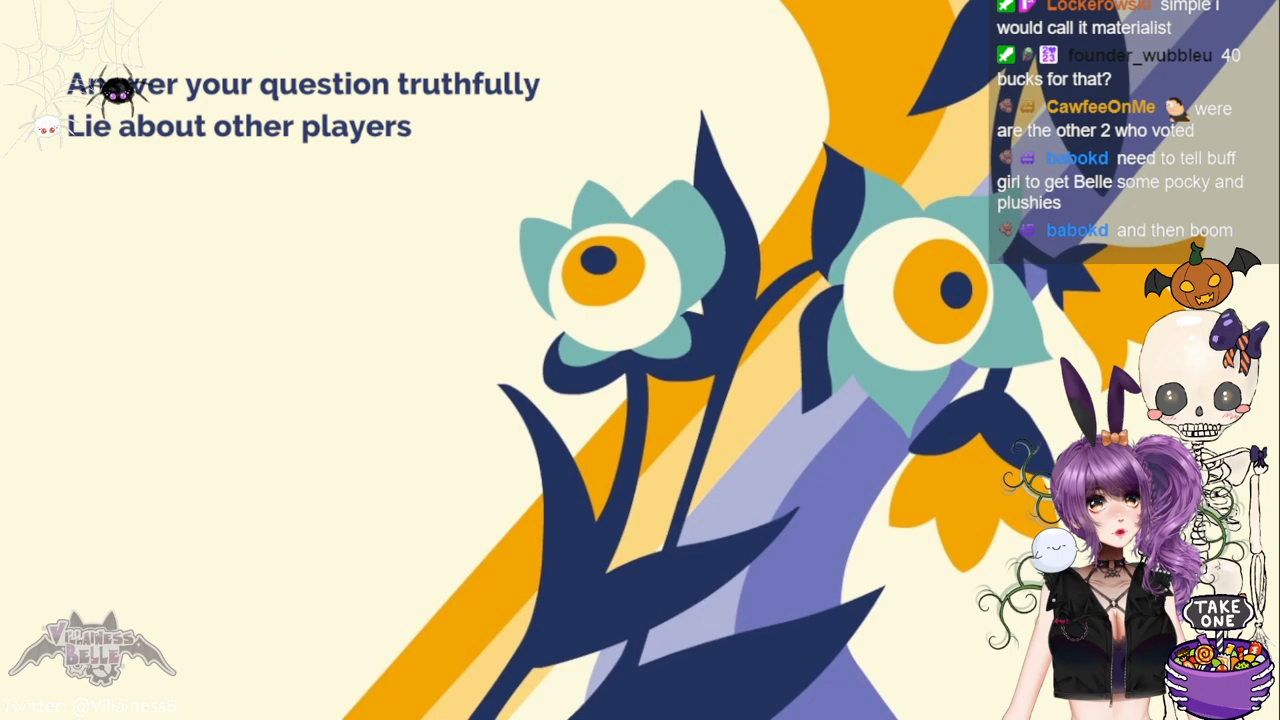 Answer your question truthfully
Lie about other players
Lockerowski simple i
would call it materialist
founder_wubbleu 40
bucks for that?
CawfeeOnMe were
are the other 2 who voted
babokd need to tell buff
girl to get Belle some pocky and
plushies
babokd and then boom
TAKE
ONE
VILLAINESS
BELLE
Twitter: @VillainessB